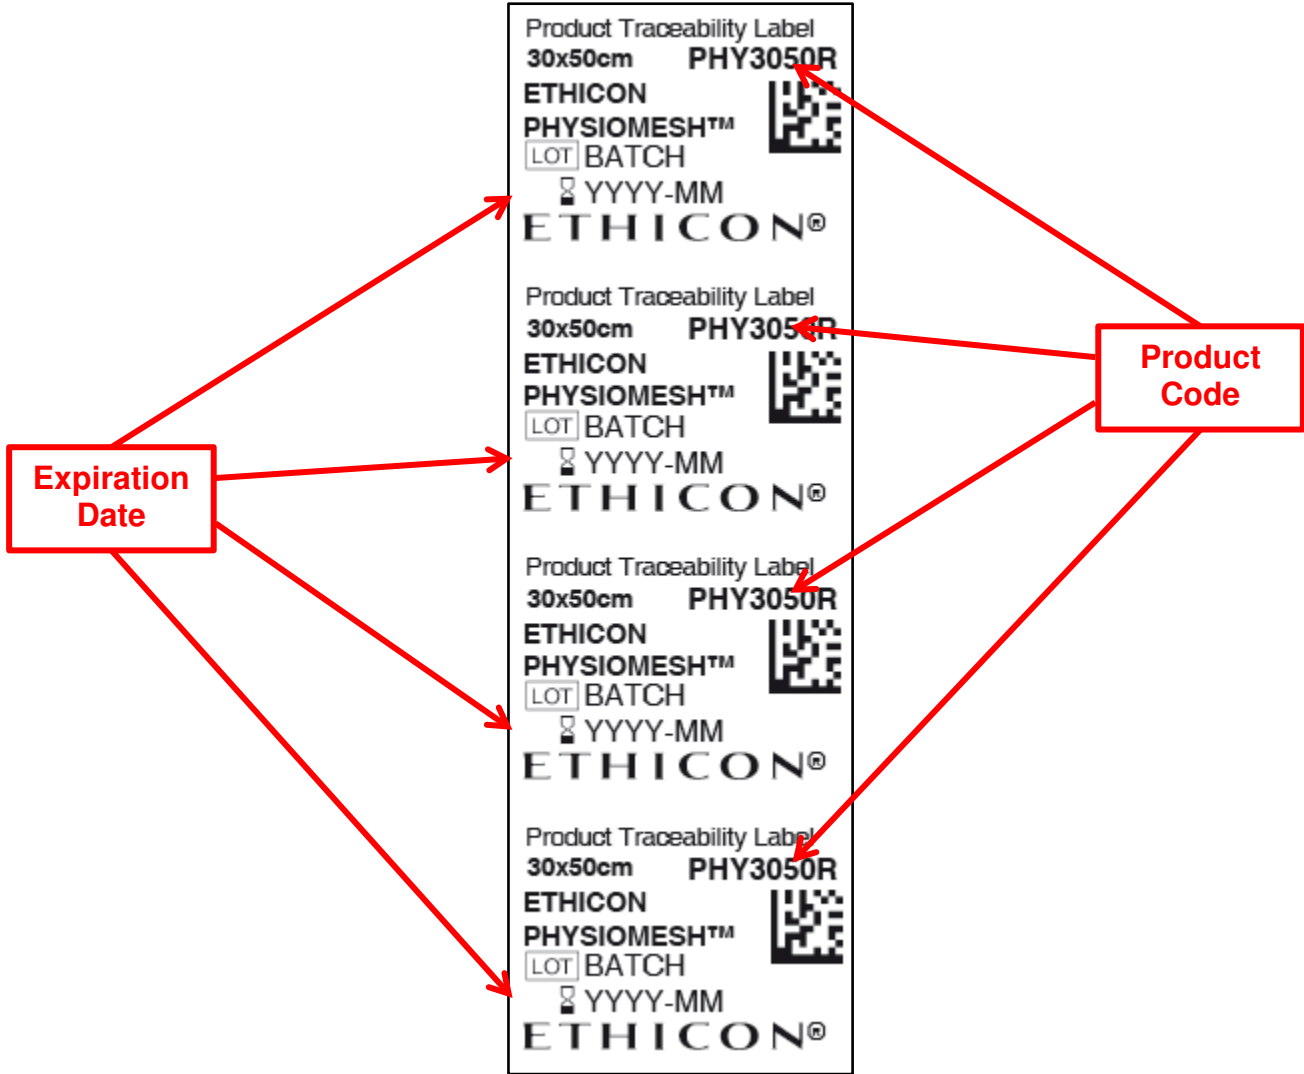 Product Traceability Label
30x50cm PHY3050R
ETHICON
PHYSIOMESH™
LOT BATCH
YYYY-MM
ETHICON®
Product Traceability Label
30x50cm PHY3050R
ETHICON
PHYSIOMESH™
LOT BATCH
YYYY-MM
ETHICON®
Product Traceability Label
30x50cm PHY3050R
ETHICON
PHYSIOMESH™
LOT BATCH
YYYY-MM
ETHICON®
Product Traceability Label
30x50cm PHY3050R
ETHICON
PHYSIOMESH™
LOT BATCH
YYYY-MM
ETHICON®
Expiration
Date
Product
Code